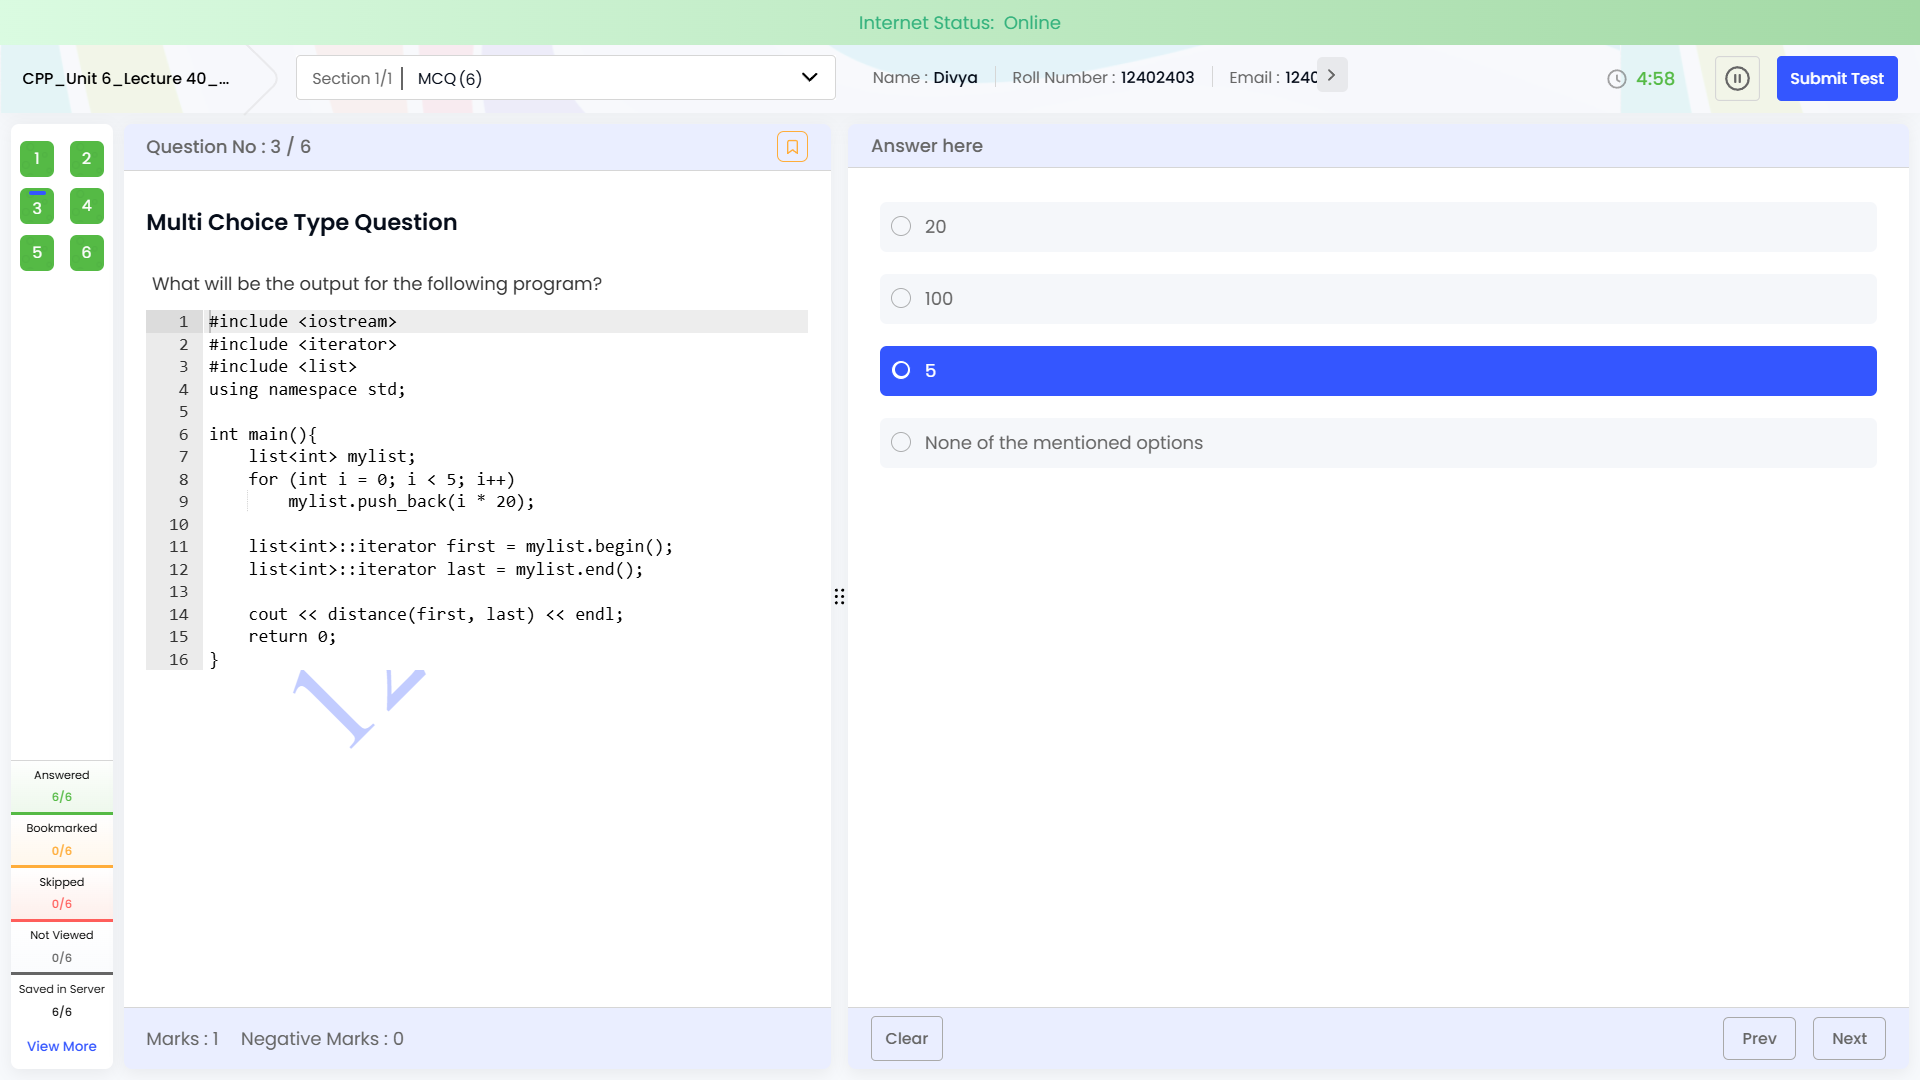 Internet Status: Online
CPP_Unit 6_Lecture 40_...
Section 1/1 | MCQ (6)
Name : Divya
Roll Number : 12402403
Email : 1240
4:58
Submit Test
1 2
3 4
5 6
Question No : 3 / 6
Multi Choice Type Question
What will be the output for the following program?
1 #include <iostream>
2 #include <iterator>
3 #include <list>
4 using namespace std;
5
6 int main(){
7     list<int> mylist;
8     for (int i = 0; i < 5; i++)
9         mylist.push_back(i * 20);
10
11     list<int>::iterator first = mylist.begin();
12     list<int>::iterator last = mylist.end();
13
14     cout << distance(first, last) << endl;
15     return 0;
16 }
Answer here
20
100
5
None of the mentioned options
Answered
6/6
Bookmarked
0/6
Skipped
0/6
Not Viewed
0/6
Saved in Server
6/6
View More
Marks : 1 Negative Marks : 0
Clear
Prev
Next